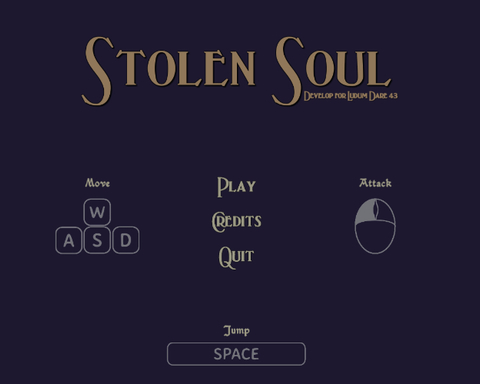 Stolen Soul
Develop for Ludum Dare 43
Move
Play
Attack
W
Credits
A S D
Quit
Jump
SPACE